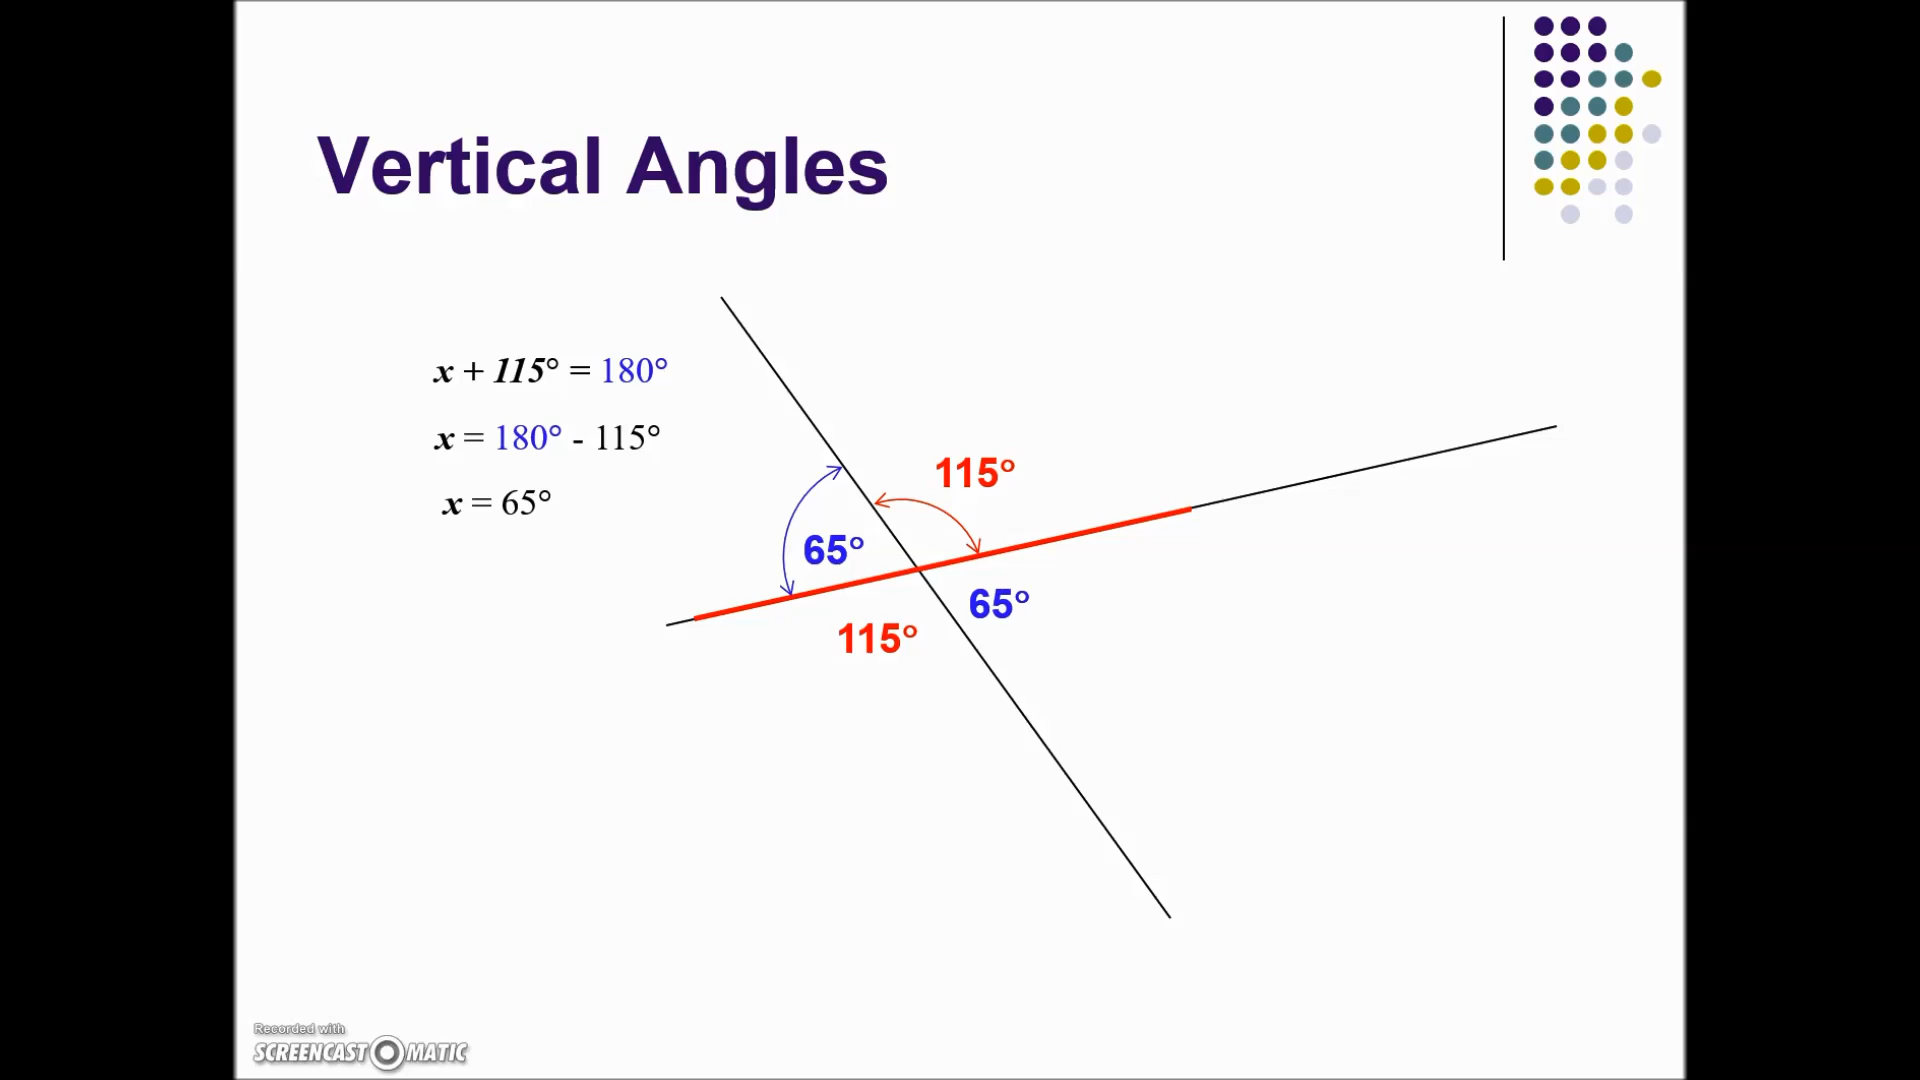 Vertical Angles
x + 115° = 180°
x = 180° - 115°
x = 65°
115°
65°
65°
115°
Recorded with
SCREENCAST MATIC